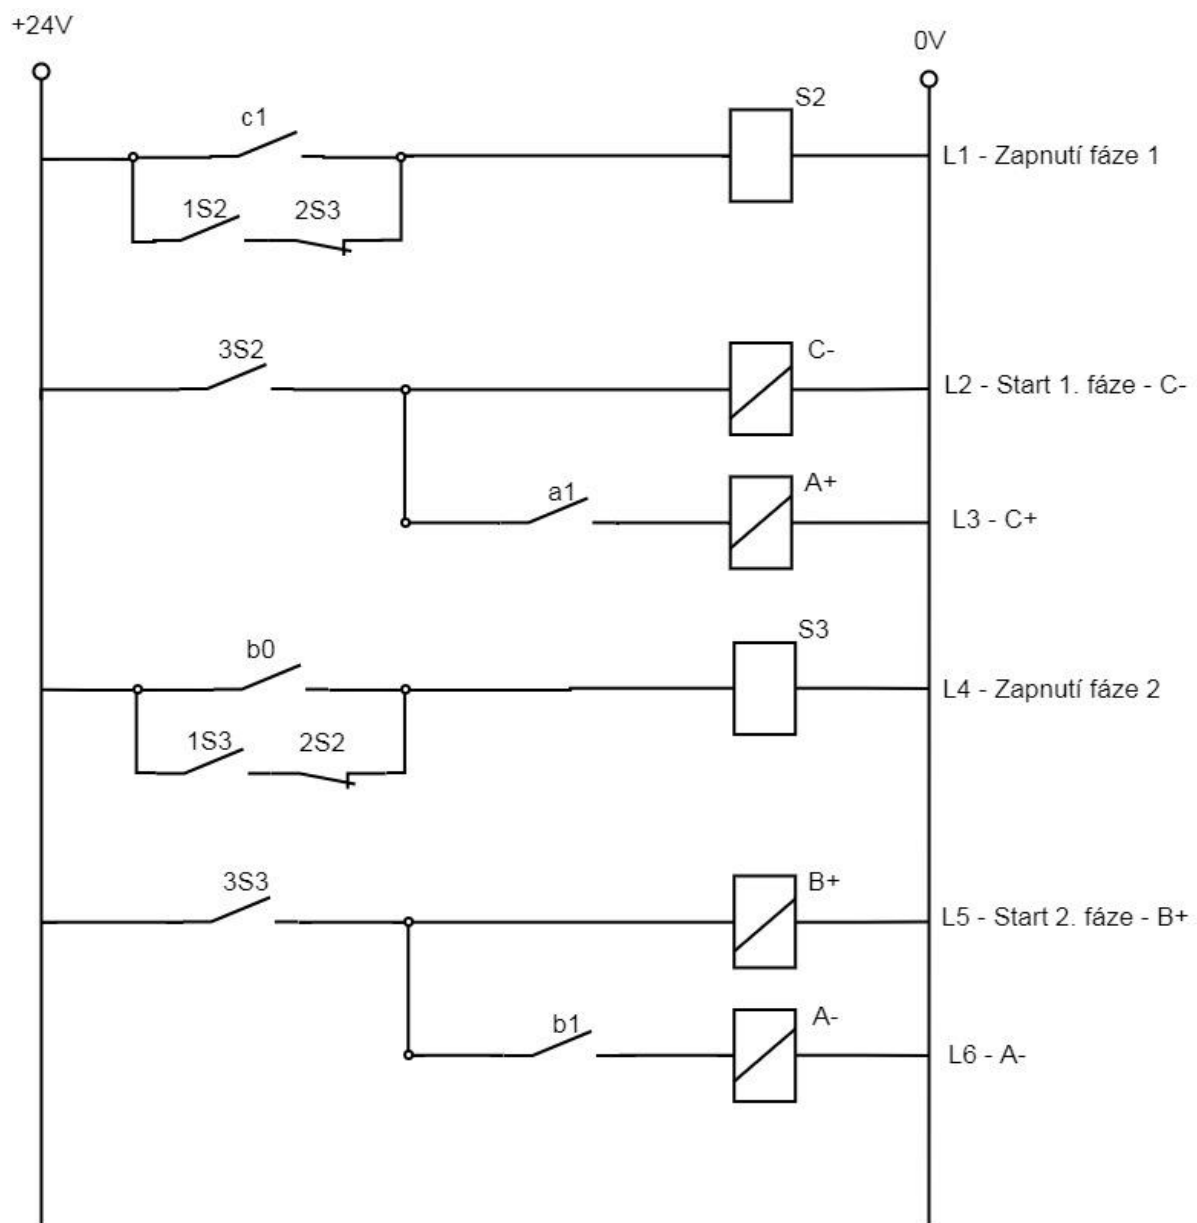 +24V
0V
c1
S2
L1 - Zapnutí fáze 1
1S2
2S3
3S2
C-
L2 - Start 1. fáze - C-
a1
A+
L3 - C+
b0
S3
L4 - Zapnutí fáze 2
1S3
2S2
3S3
B+
L5 - Start 2. fáze - B+
b1
A-
L6 - A-